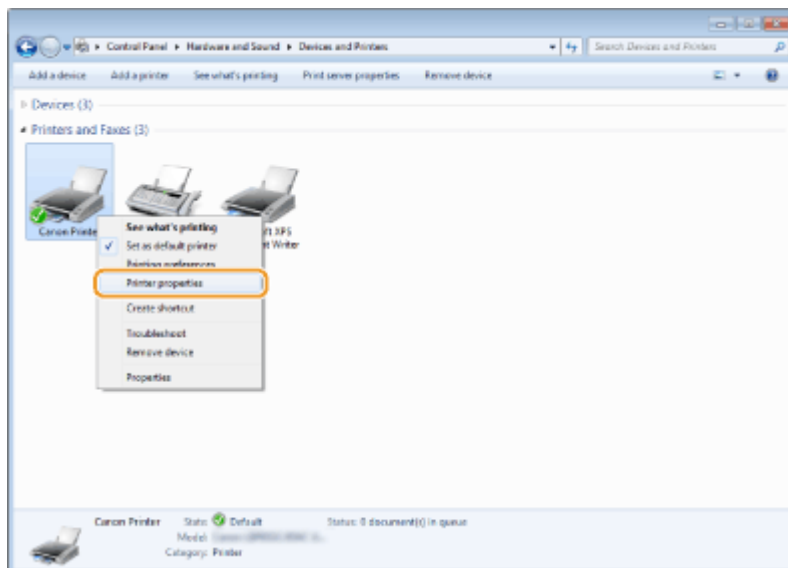 Control Panel ▸ Hardware and Sound ▸ Devices and Printers
Search Devices and Printers
Add a device Add a printer See what's printing Print server properties Remove device
Devices (3)
Printers and Faxes (3)
Canon Printe
XPS
Writer
See what's printing
Set as default printer
Printing preferences
Printer properties
Create shortcut
Troubleshoot
Remove device
Properties
Canon Printer State: Default Status: 0 document(s) in queue
Model:
Category: Printer